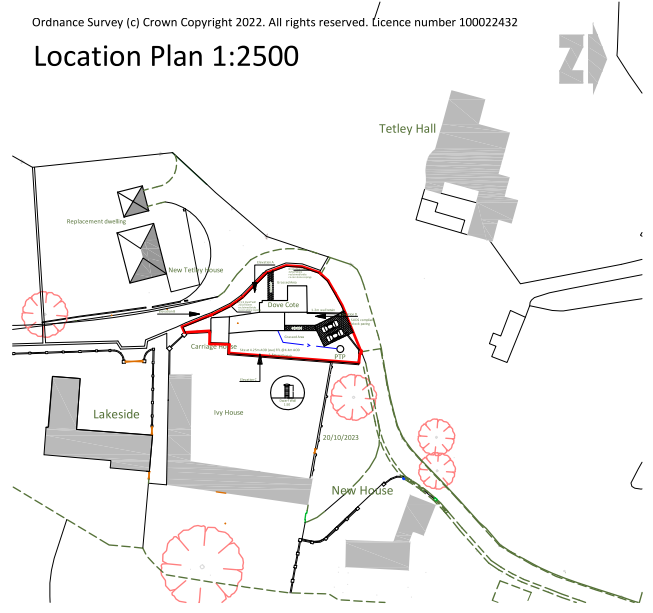 Ordnance Survey (c) Crown Copyright 2022. All rights reserved. Licence number 100022432
Location Plan 1:2500
Z
Tetley Hall
Replacement dwelling
New Tetley House
Dove Cote
Carriage House
PTP
Lakeside
Ivy House
20/10/2023
New House